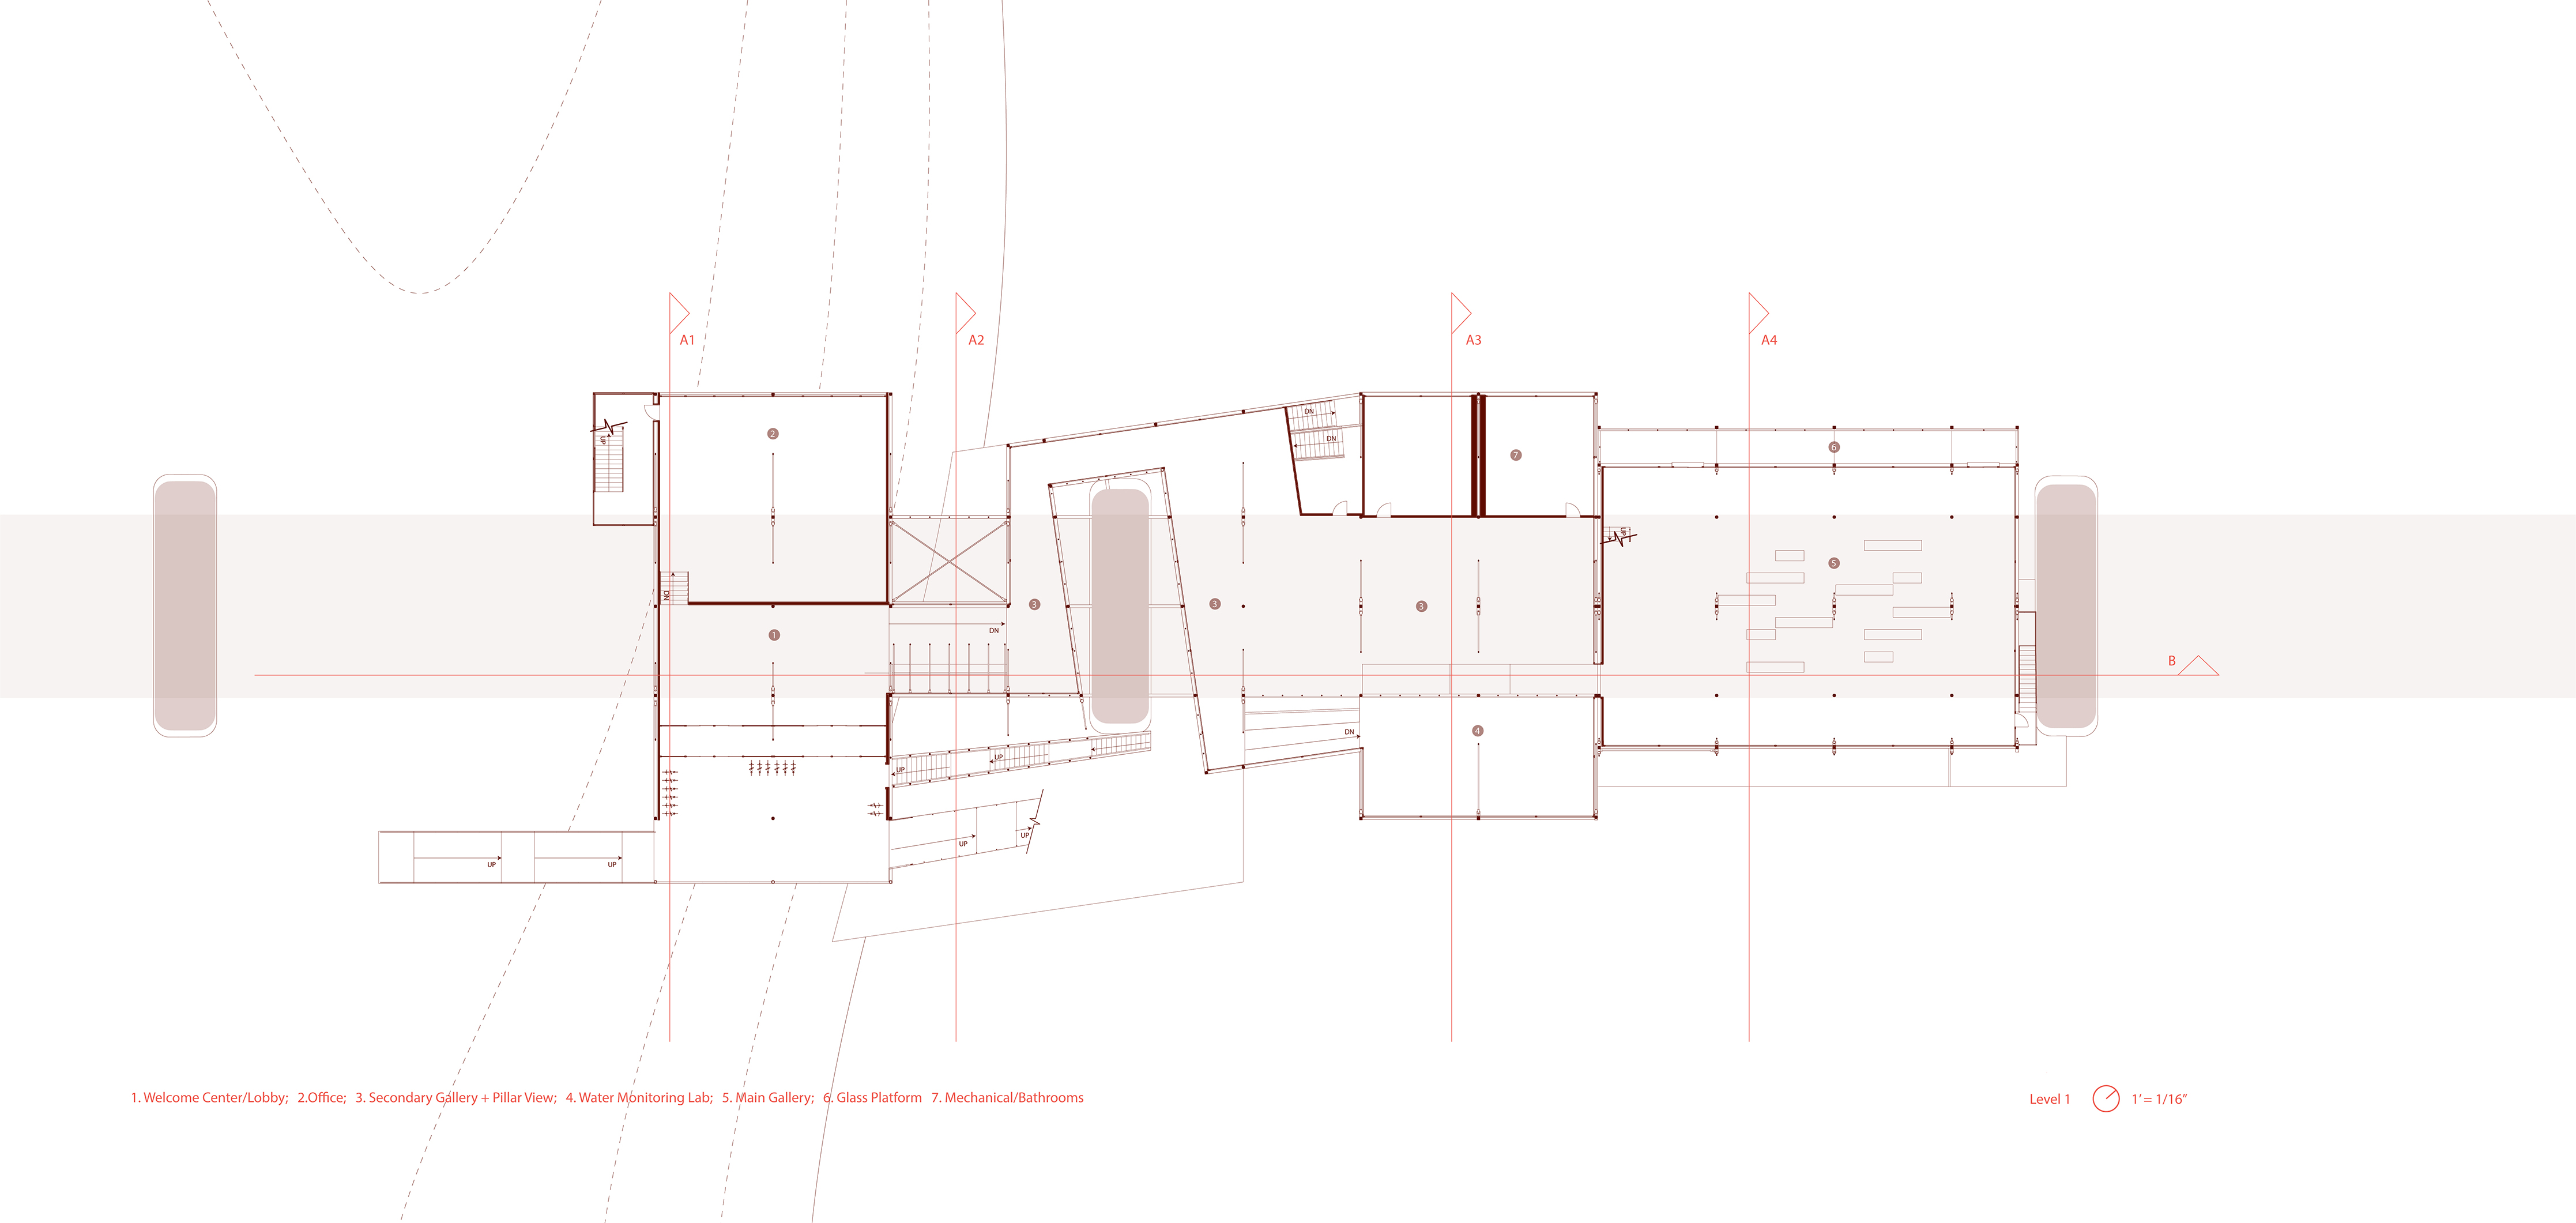 A1
A2
A3
A4
DN
DN
2
UP
6
7
UP
5
DN
3
3
3
1
DN
B
4
DN
UP
UP
UP
UP
UP
UP
1. Welcome Center/Lobby; 2.Office; 3. Secondary Gallery + Pillar View; 4. Water Monitoring Lab; 5. Main Gallery; 6. Glass Platform 7. Mechanical/Bathrooms
Level 1 1’ = 1/16”